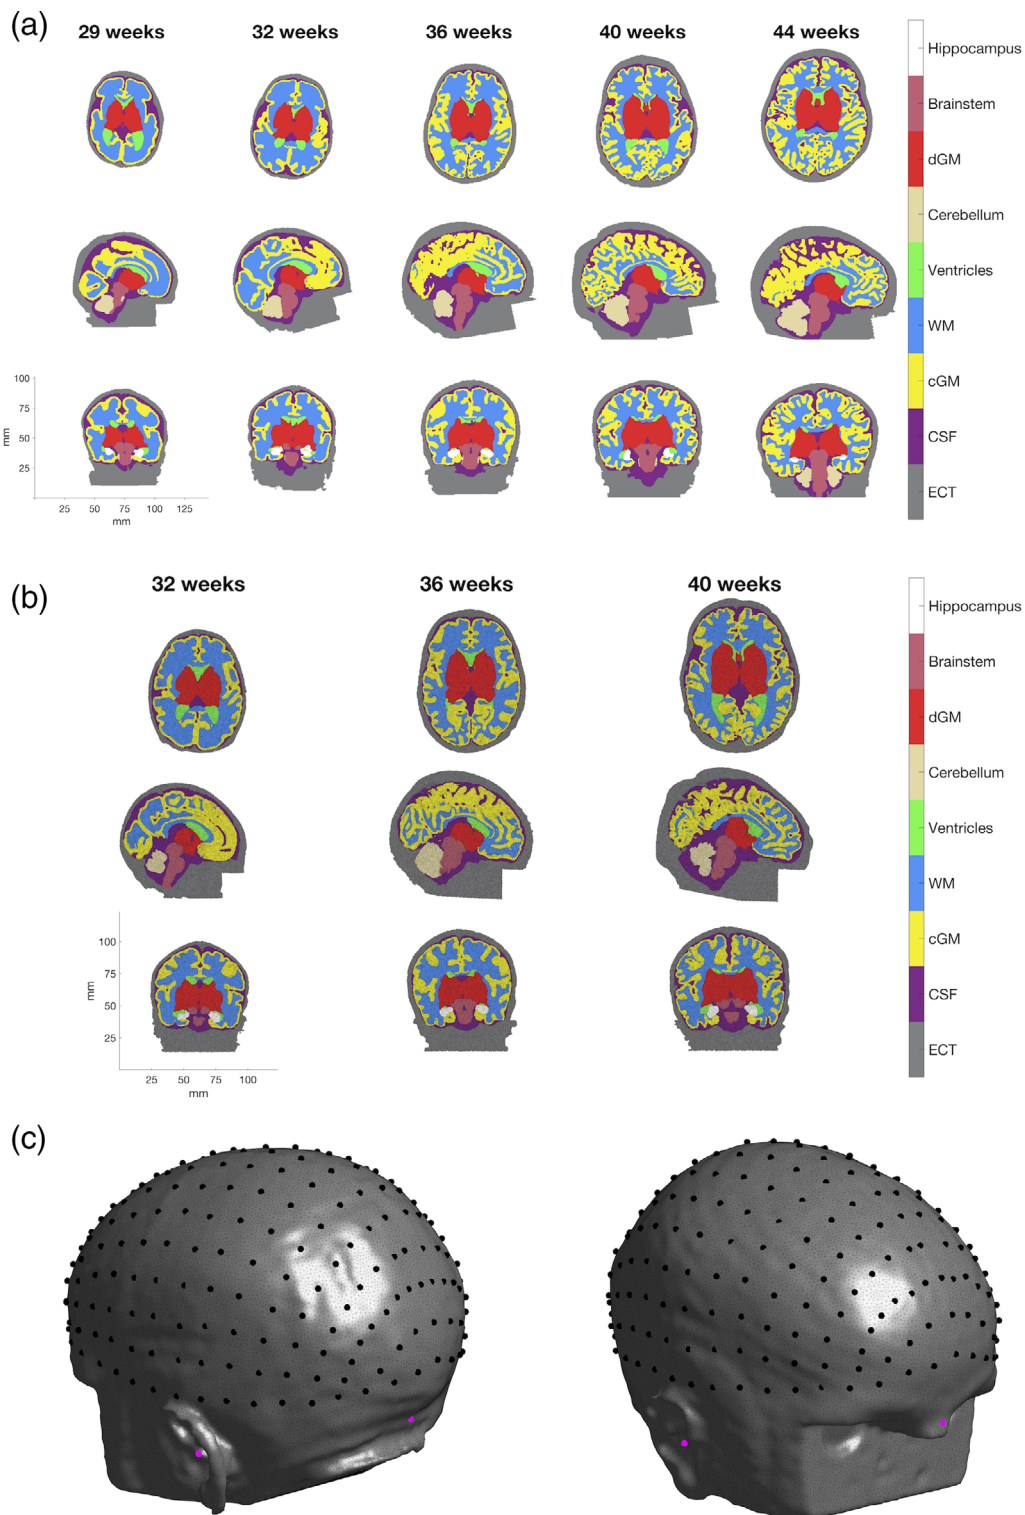 (a)
29 weeks 32 weeks 36 weeks 40 weeks 44 weeks
Hippocampus
Brainstem
dGM
Cerebellum
Ventricles
WM
cGM
CSF
ECT
100
75
50
25
mm
25 50 75 100 125
mm
(b)
32 weeks 36 weeks 40 weeks
Hippocampus
Brainstem
dGM
Cerebellum
Ventricles
WM
cGM
CSF
ECT
100
75
50
25
mm
25 50 75 100
mm
(c)